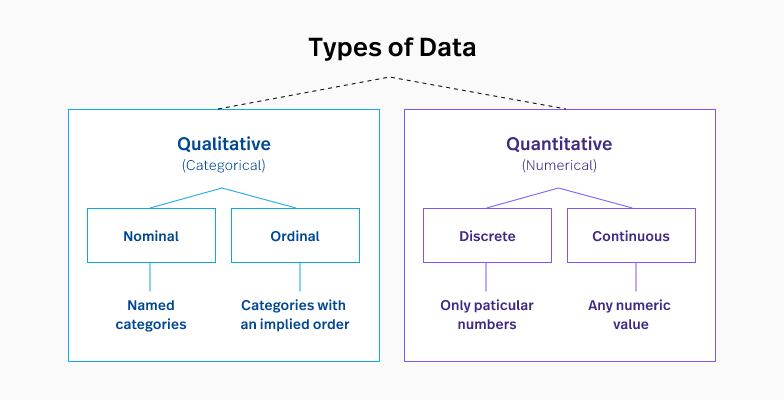 Types of Data
Qualitative
(Categorical)
Nominal
Ordinal
Named
categories
Categories with
an implied order
Quantitative
(Numerical)
Discrete
Continuous
Only paticular
numbers
Any numeric
value